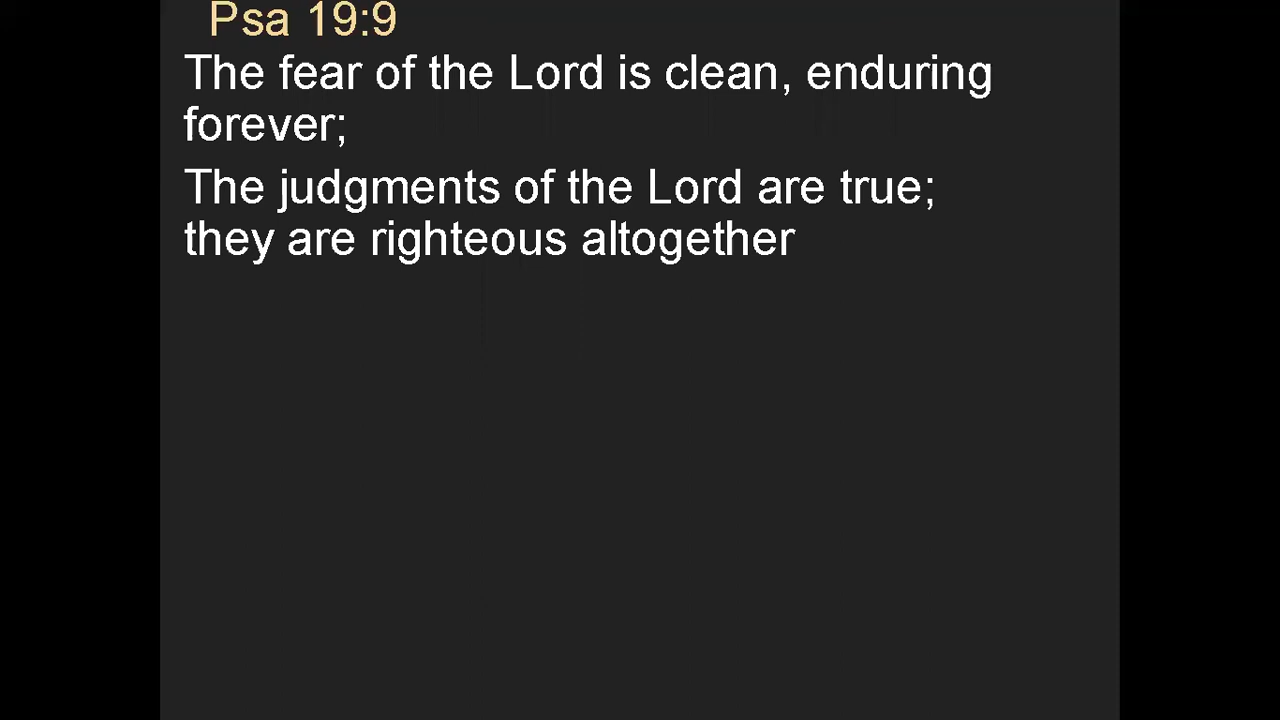 Psa 19:9
The fear of the Lord is clean, enduring
forever;
The judgments of the Lord are true;
they are righteous altogether